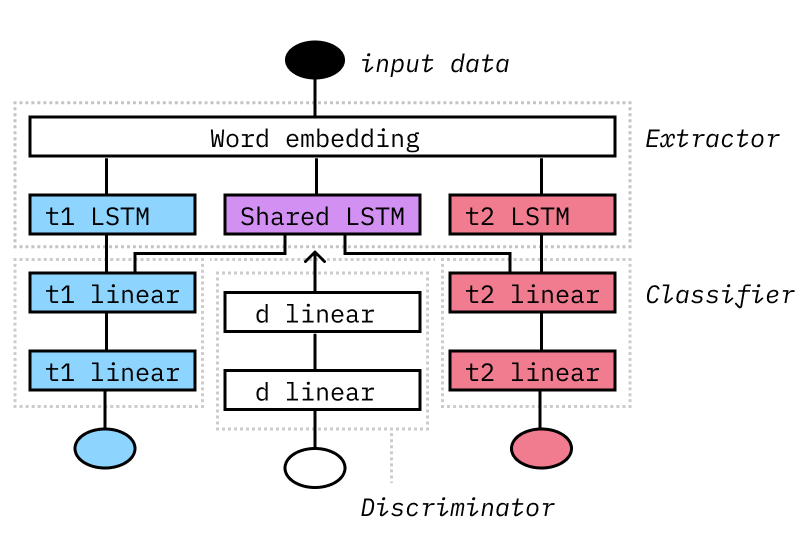 input data
Word embedding
Extractor
t1 LSTM
Shared LSTM
t2 LSTM
t1 linear
d linear
t2 linear
Classifier
t1 linear
d linear
t2 linear
Discriminator